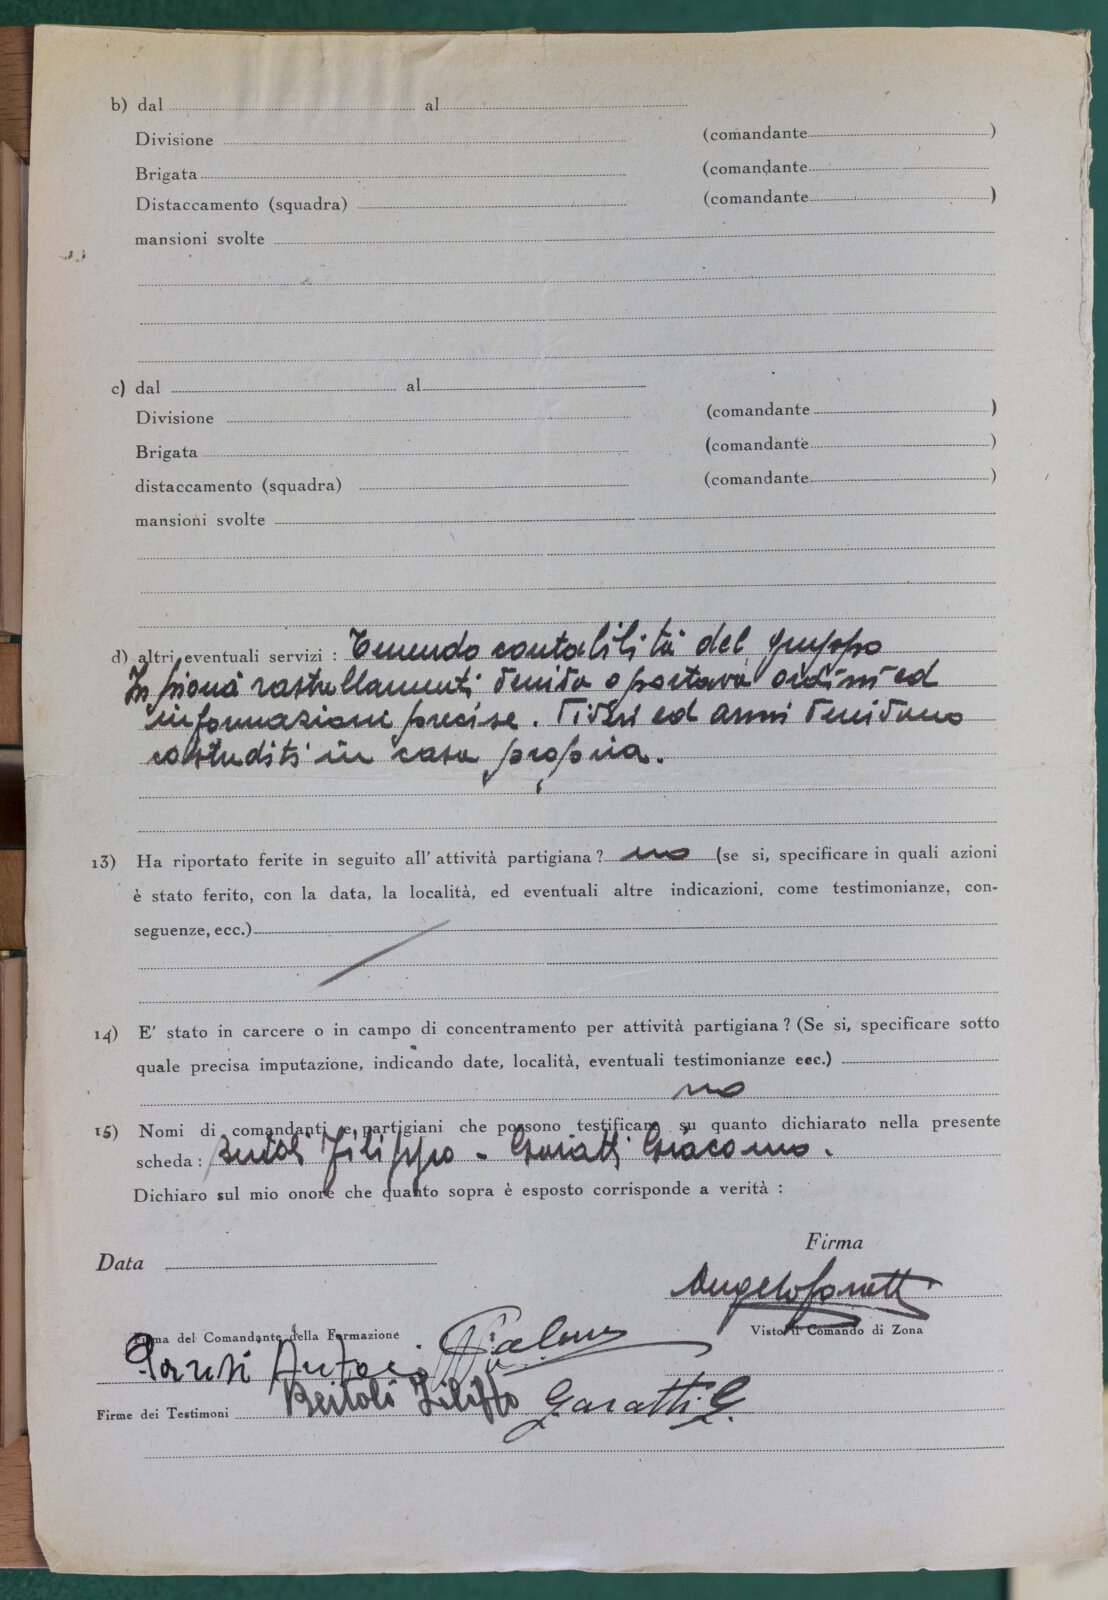 b) dal al
Divisione (comandante )
Brigata (comandante
Distaccamento (squadra) (comandante )
mansioni svolte
c) dal al
Divisione (comandante )
Brigata (comandante )
distaccamento (squadra) (comandante )
mansioni svolte
d) altri eventuali servizi : Tenendo contabilità del gruppo
rastrellamenti veniva o portava ordini ed
informazioni precise. Viveri ed armi venivano
costuditi in casa propria.
13) Ha riportato ferite in seguito all' attività partigiana ? no (se si, specificare in quali azioni
è stato ferito, con la data, la località, ed eventuali altre indicazioni, come testimonianze, con-
seguenze, ecc.)
14) E' stato in carcere o in campo di concentramento per attività partigiana ? (Se si, specificare sotto
quale precisa imputazione, indicando date, località, eventuali testimonianze ecc.)
no
15) Nomi di comandanti e partigiani che possono testificare su quanto dichiarato nella presente
scheda : Bertoli Filippo - Garatti Giacomo.
Dichiaro sul mio onore che quanto sopra è esposto corrisponde a verità :
Firma
Data
Angelo Garatti
Firma del Comandante della Formazione Visto il Comando di Zona
Firme dei Testimoni Bertoli Filippo Garatti G.